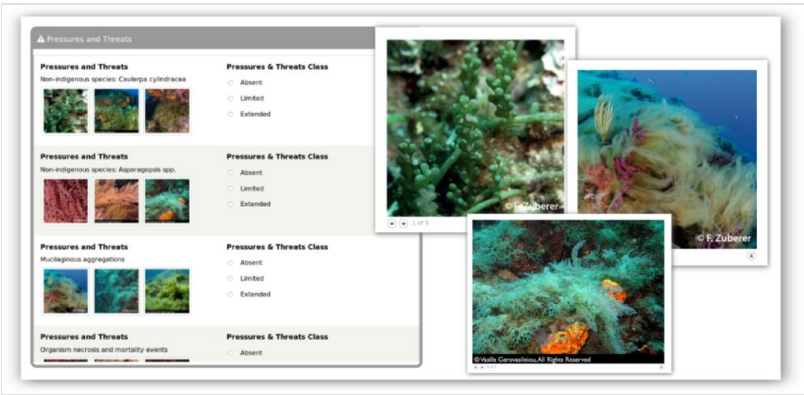 Pressures and Threats
Pressures and Threats
Pressures & Threats Class
Non-indigenous species: Caulerpa cylindracea
Absent
Limited
Extended
Pressures and Threats
Pressures & Threats Class
Non-indigenous species: Asparagopsis spp.
Absent
Limited
Extended
Pressures and Threats
Pressures & Threats Class
Mucilaginous aggregations
Absent
Limited
Extended
Pressures and Threats
Pressures & Threats Class
Organism necrosis and mortality events
Absent
© F. Zuberer
1 of 5
© F. Zuberer
© Vasilis Gerovasileiou, All Rights Reserved